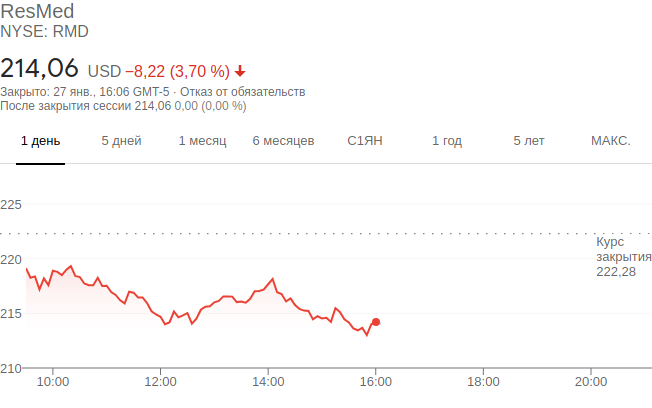 ResMed
NYSE: RMD
214,06 USD −8,22 (3,70 %)
Закрыто: 27 янв., 16:06 GMT-5 · Отказ от обязательств
После закрытия сессии 214,06 0,00 (0,00 %)
1 день 5 дней 1 месяц 6 месяцев С1ЯН 1 год 5 лет МАКС.
225
Курс
закрытия
220
222,28
215
210
10:00 12:00 14:00 16:00 18:00 20:00